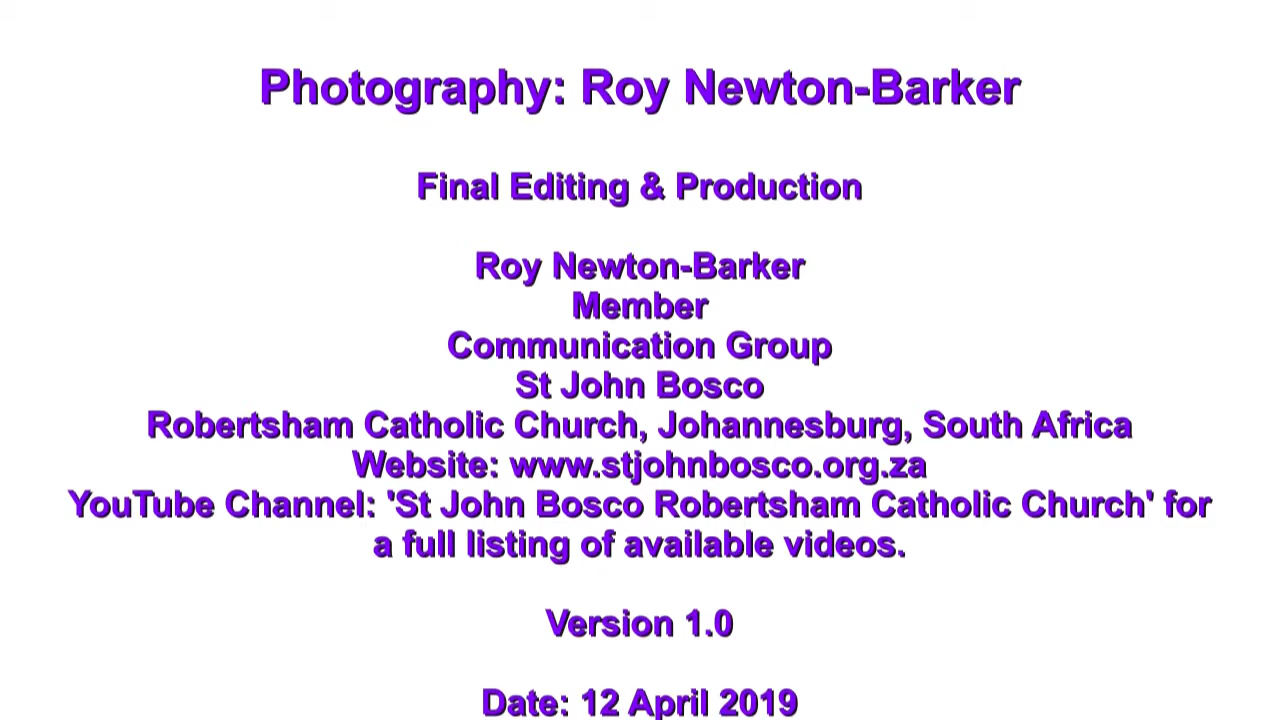 Photography: Roy Newton-Barker
Final Editing & Production
Roy Newton-Barker
Member
Communication Group
St John Bosco
Robertsham Catholic Church, Johannesburg, South Africa
Website: www.stjohnbosco.org.za
YouTube Channel: 'St John Bosco Robertsham Catholic Church' for
a full listing of available videos.
Version 1.0
Date: 12 April 2019